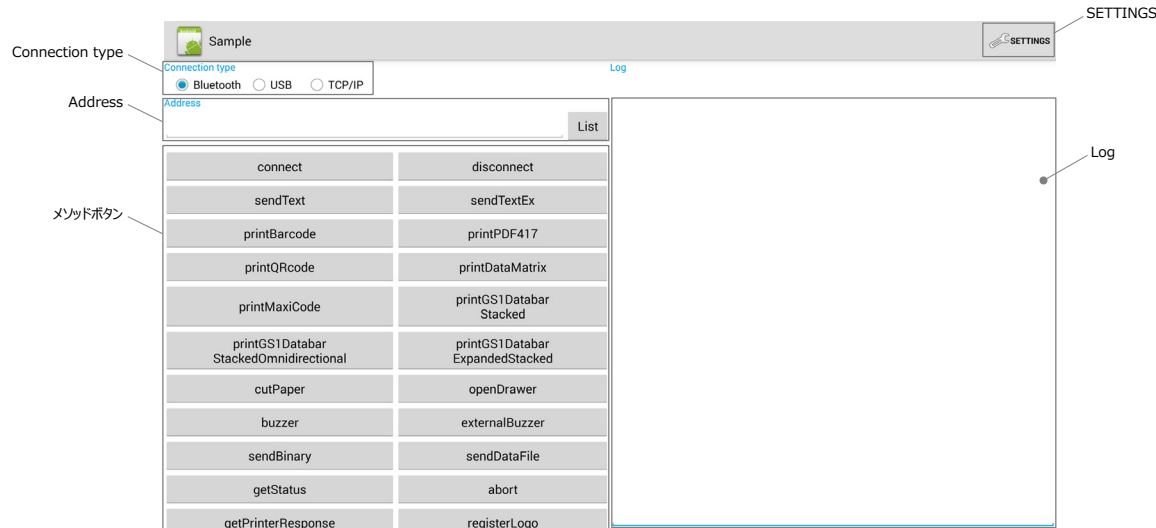 SETTINGS
Sample
SETTINGS
Connection type
Connection type
Log
Bluetooth
USB
TCP/IP
Address
Address
List
Log
メソッドボタン
connect
disconnect
sendText
sendTextEx
printBarcode
printPDF417
printQRcode
printDataMatrix
printMaxiCode
printGS1Databar
Stacked
printGS1Databar
StackedOmnidirectional
printGS1Databar
ExpandedStacked
cutPaper
openDrawer
buzzer
externalBuzzer
sendBinary
sendDataFile
getStatus
abort
getPrinterResponse
registerLogo